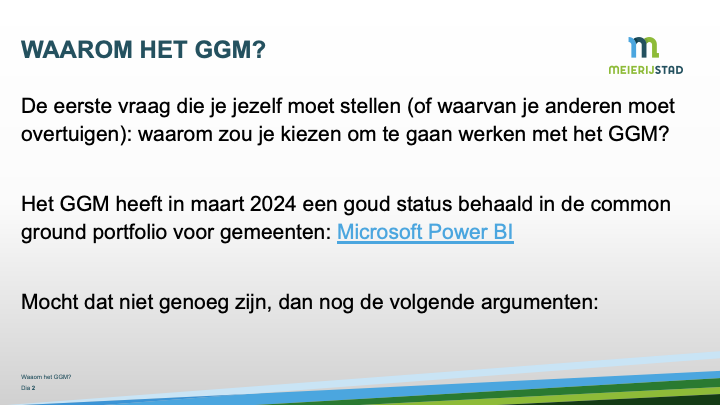 WAAROM HET GGM?
MEIERIJSTAD
De eerste vraag die je jezelf moet stellen (of waarvan je anderen moet
overtuigen): waarom zou je kiezen om te gaan werken met het GGM?
Het GGM heeft in maart 2024 een goud status behaald in de common
ground portfolio voor gemeenten: Microsoft Power BI
Mocht dat niet genoeg zijn, dan nog de volgende argumenten:
Waaom het GGM?
Dia 2